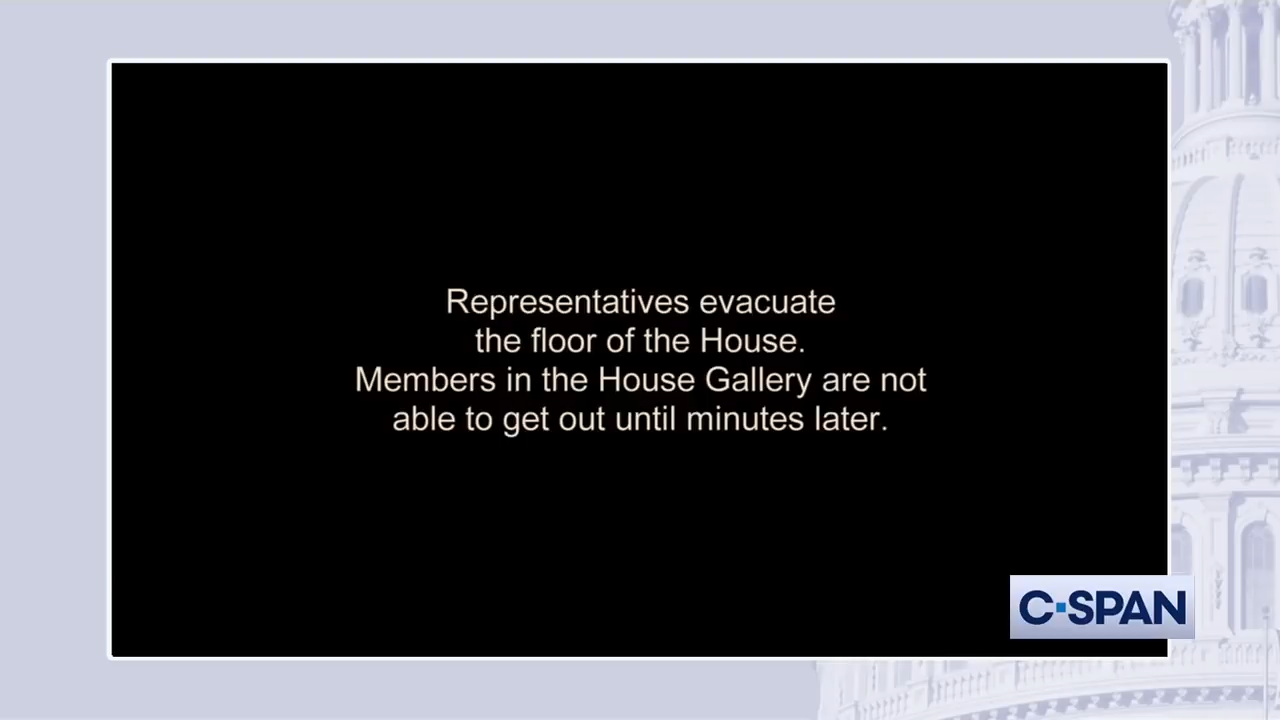 Representatives evacuate
the floor of the House.
Members in the House Gallery are not
able to get out until minutes later.
C-SPAN